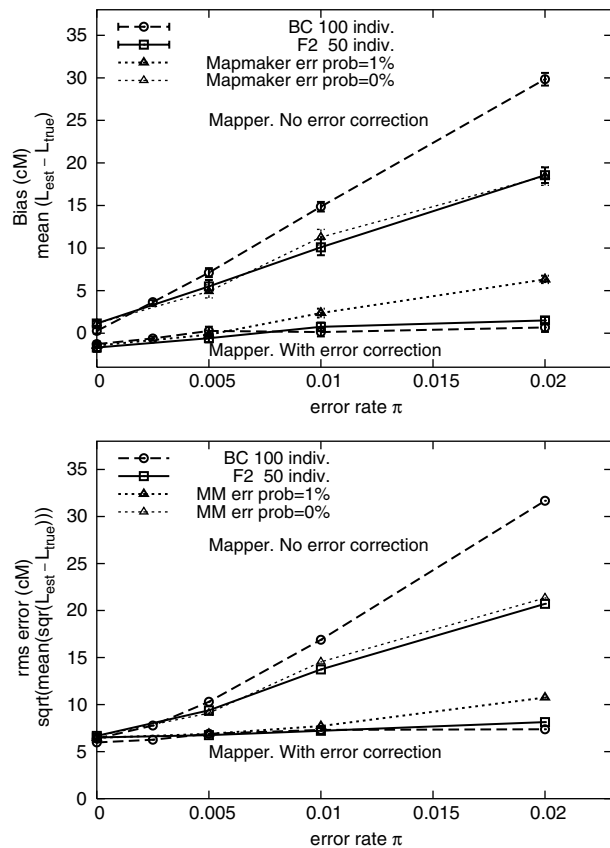 BC 100 indiv.
F2 50 indiv.
Mapmaker err prob=1%
Mapmaker err prob=0%
Mapper. No error correction
Mapper. With error correction
Bias (cM)
mean (L_est – L_true)
35
30
25
20
15
10
5
0
0 0.005 0.01 0.015 0.02
error rate π
BC 100 indiv.
F2 50 indiv.
MM err prob=1%
MM err prob=0%
Mapper. No error correction
Mapper. With error correction
rms error (cM)
sqrt(mean(sqr(L_est – L_true)))
35
30
25
20
15
10
5
0
0 0.005 0.01 0.015 0.02
error rate π